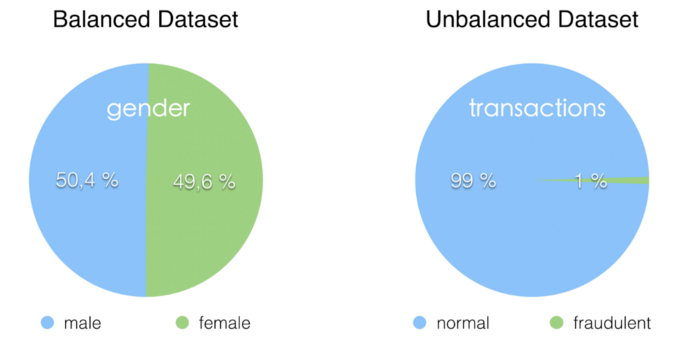 Balanced Dataset
gender
50,4 %
49,6 %
male
female
Unbalanced Dataset
transactions
99 %
1 %
normal
fraudulent